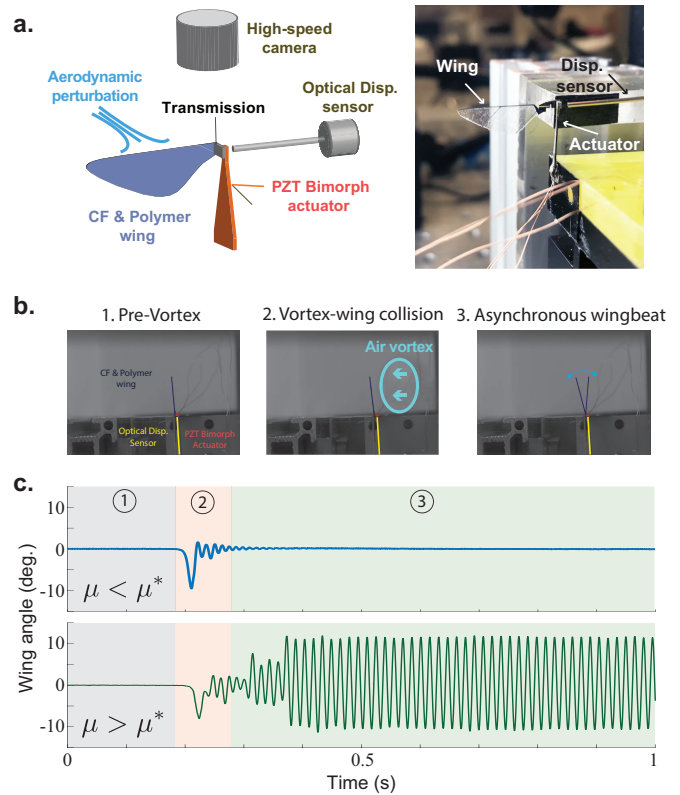 a.
High-speed
camera
Aerodynamic
perturbation
Transmission
Optical Disp.
sensor
CF & Polymer
wing
PZT Bimorph
actuator
Wing
Disp.
sensor
Actuator
b.
1. Pre-Vortex
2. Vortex-wing collision
3. Asynchronous wingbeat
CF & Polymer
wing
Optical Disp.
Sensor
PZT Bimorph
Actuator
Air vortex
c.
Wing angle (deg.)
1
2
3
10
0
-10
μ < μ*
10
0
-10
μ > μ*
0
0.5
1
Time (s)